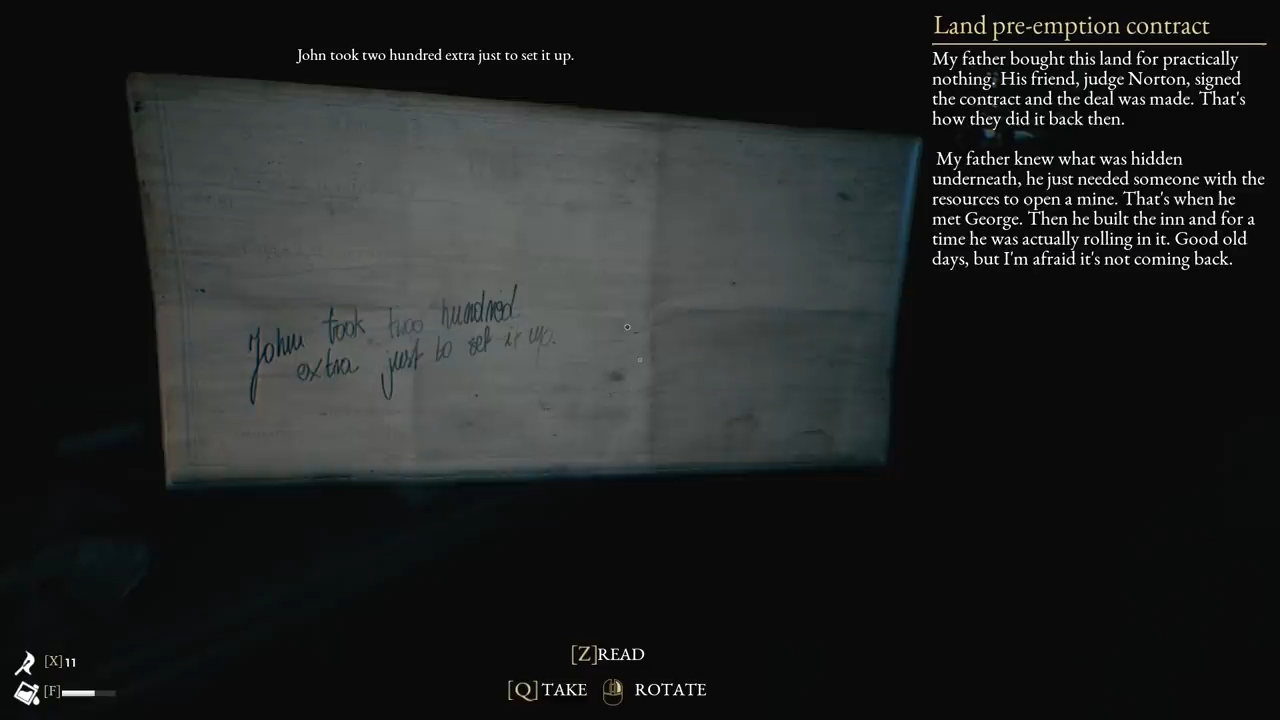 John took two hundred extra just to set it up.
Land pre-emption contract
My father bought this land for practically
nothing. His friend, judge Norton, signed
the contract and the deal was made. That's
how they did it back then.
My father knew what was hidden
underneath, he just needed someone with the
resources to open a mine. That's when he
met George. Then he built the inn and for a
time he was actually rolling in it. Good old
days, but I'm afraid it's not coming back.
John took two hundred
extra just to set it up.
[Z]READ
[Q]TAKE ROTATE
[X]11
[F]